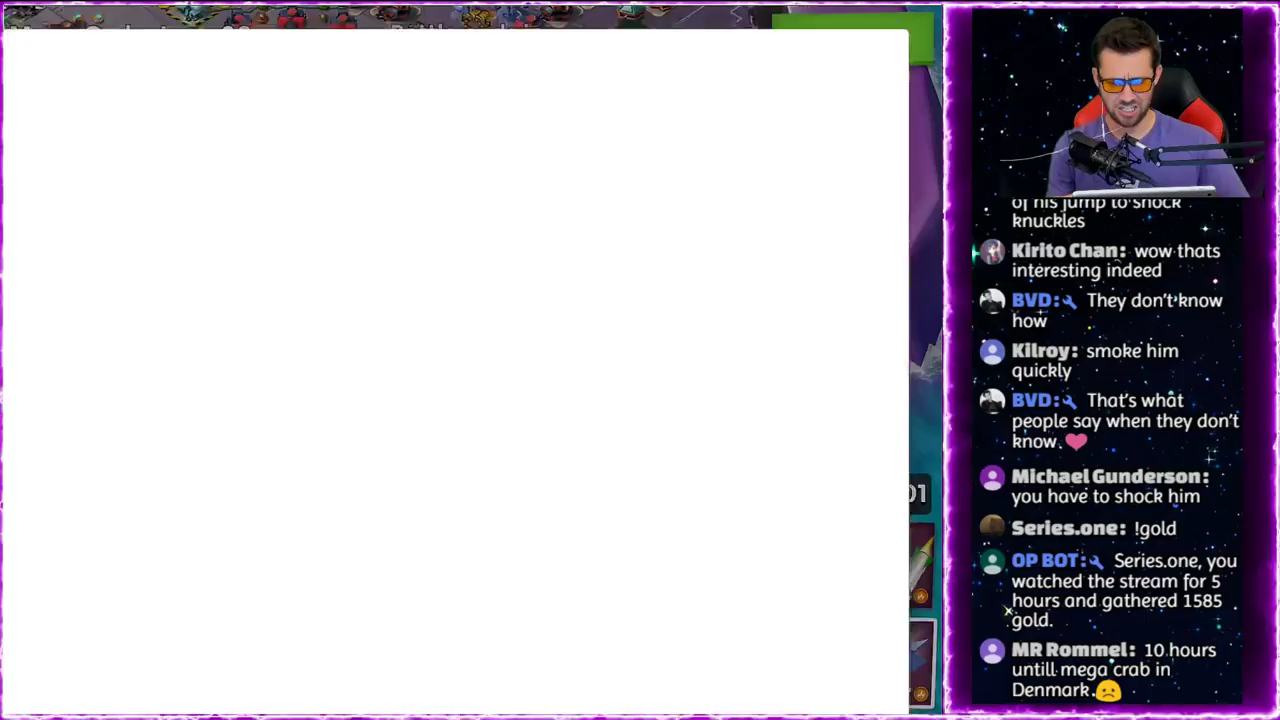 of his jump to shock
knuckles
Kirito Chan: wow thats
interesting indeed
BVD: They don't know
how
Kilroy: smoke him
quickly
BVD: That's what
people say when they don't
know.
Michael Gunderson:
you have to shock him
Series.one: !gold
OP BOT: Series.one, you
watched the stream for 5
hours and gathered 1585
gold.
MR Rommel: 10 hours
untill mega crab in
Denmark.
01